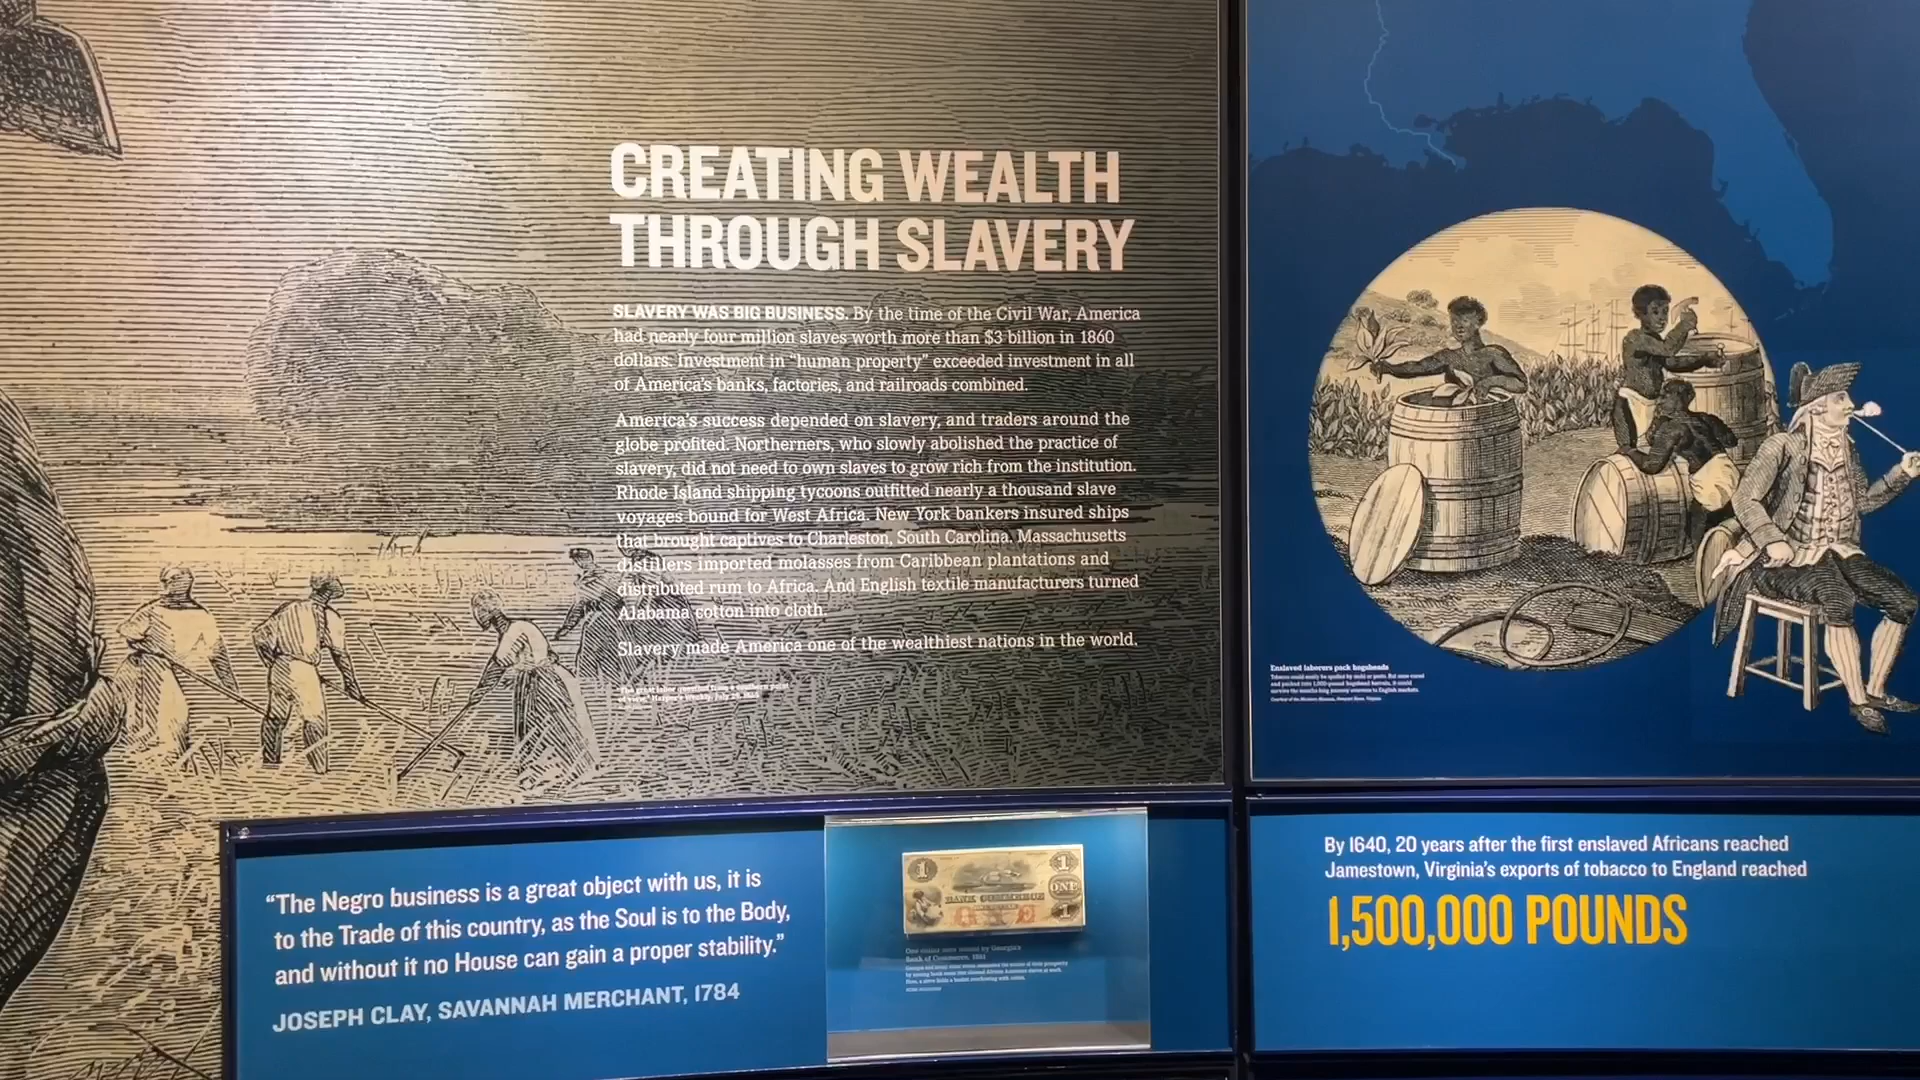 CREATING WEALTH
THROUGH SLAVERY
SLAVERY WAS BIG BUSINESS. By the time of the Civil War, America
had nearly four million slaves worth more than $3 billion in 1860
dollars. Investment in “human property” exceeded investment in all
of America’s banks, factories, and railroads combined.
America’s success depended on slavery, and traders around the
globe profited. Northerners, who slowly abolished the practice of
slavery, did not need to own slaves to grow rich from the institution.
Rhode Island shipping tycoons outfitted nearly a thousand slave
voyages bound for West Africa. New York bankers insured ships
that brought captives to Charleston, South Carolina. Massachusetts
distillers imported molasses from Caribbean plantations and
distributed rum to Africa. And English textile manufacturers turned
Alabama cotton into cloth.
Slavery made America one of the wealthiest nations in the world.
“The Negro business is a great object with us, it is
to the Trade of this country, as the Soul is to the Body,
and without it no House can gain a proper stability.”
JOSEPH CLAY, SAVANNAH MERCHANT, 1784
1
1
ONE
BANK COMMERCE
1
Bank of Commerce, 1861
Enslaved laborers pack hogsheads
By 1640, 20 years after the first enslaved Africans reached
Jamestown, Virginia’s exports of tobacco to England reached
1,500,000 POUNDS